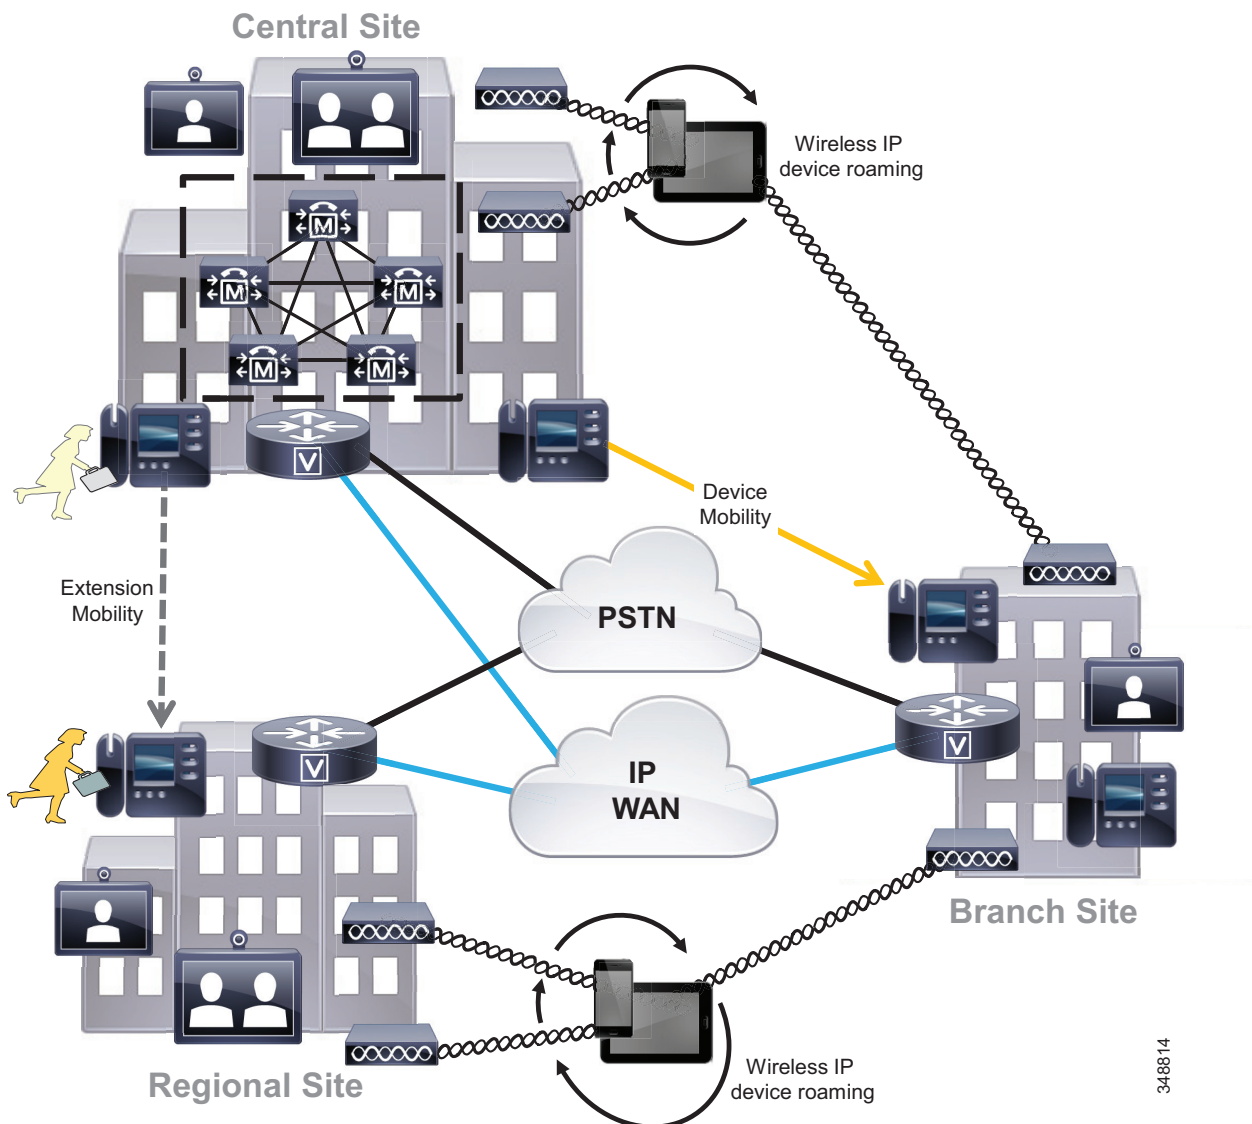 Central Site
Wireless IP
device roaming
M
M
M
M
M
V
Device
Mobility
Extension
Mobility
PSTN
V
V
IP
WAN
Branch Site
Regional Site
Wireless IP
device roaming
348814